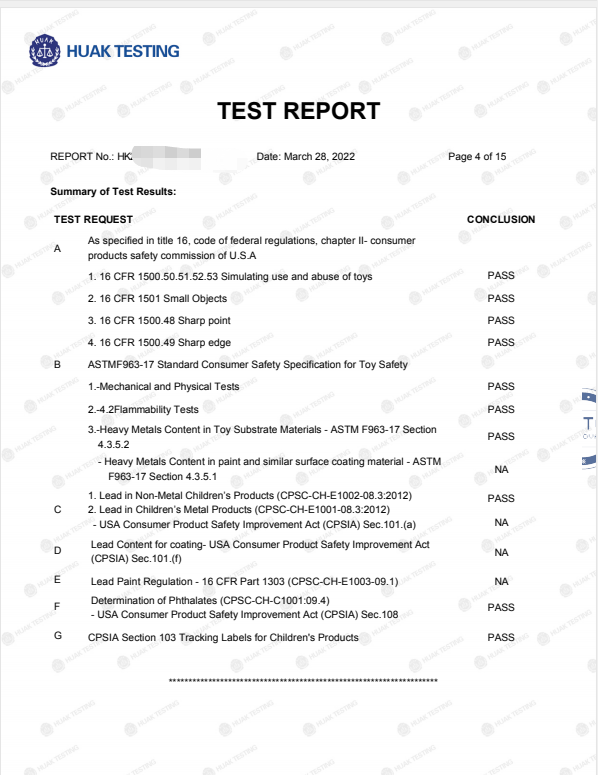 HUAK TESTING
TEST REPORT
REPORT No.: HK
Date: March 28, 2022
Page 4 of 15
Summary of Test Results:
TEST REQUEST
CONCLUSION
A
As specified in title 16, code of federal regulations, chapter II- consumer
products safety commission of U.S.A
1. 16 CFR 1500.50.51.52.53 Simulating use and abuse of toys
PASS
2. 16 CFR 1501 Small Objects
PASS
3. 16 CFR 1500.48 Sharp point
PASS
4. 16 CFR 1500.49 Sharp edge
PASS
B
ASTMF963-17 Standard Consumer Safety Specification for Toy Safety
1.-Mechanical and Physical Tests
PASS
2.-4.2Flammability Tests
PASS
3.-Heavy Metals Content in Toy Substrate Materials - ASTM F963-17 Section
4.3.5.2
PASS
- Heavy Metals Content in paint and similar surface coating material - ASTM
F963-17 Section 4.3.5.1
NA
C
1. Lead in Non-Metal Children's Products (CPSC-CH-E1002-08.3:2012)
PASS
2. Lead in Children's Metal Products (CPSC-CH-E1001-08.3:2012)
- USA Consumer Product Safety Improvement Act (CPSIA) Sec.101.(a)
NA
D
Lead Content for coating- USA Consumer Product Safety Improvement Act
(CPSIA) Sec.101.(f)
NA
E
Lead Paint Regulation - 16 CFR Part 1303 (CPSC-CH-E1003-09.1)
NA
F
Determination of Phthalates (CPSC-CH-C1001:09.4)
- USA Consumer Product Safety Improvement Act (CPSIA) Sec.108
PASS
G
CPSIA Section 103 Tracking Labels for Children's Products
PASS
********************************************************************